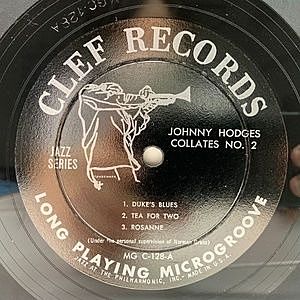 MG C-128A
CLEF RECORDS
JOHNNY HODGES
COLLATES NO. 2
JAZZ
SERIES
1. DUKE'S BLUES
2. TEA FOR TWO
3. ROSANNE
(Under the personal supervision of Norman Granz)
MG C-128-A
LONG PLAYING MICROGROOVE
JAZZ AT THE PHILHARMONIC, INC. MADE IN U.S.A.